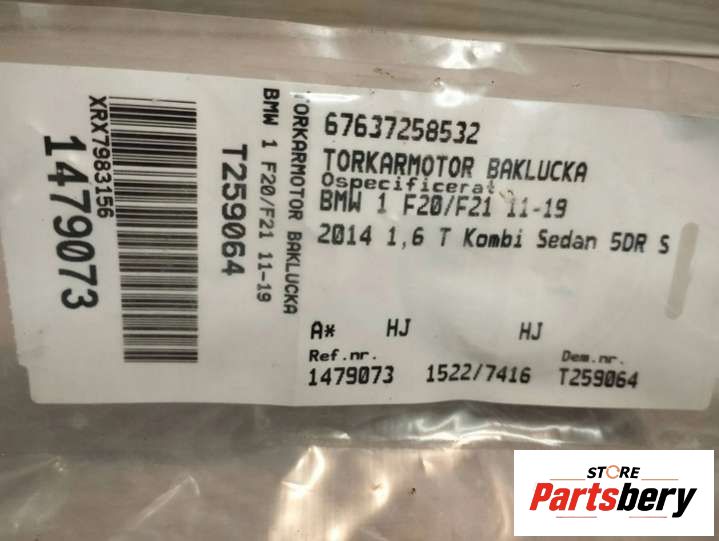 XRX7983156
1479073
T259064
BMW 1 F20/F21 11-19
TORKARMOTOR BAKLUCKA
67637258532
TORKARMOTOR BAKLUCKA
Ospecificerat
BMW 1 F20/F21 11-19
2014 1,6 T Kombi Sedan 5DR S
A* HJ HJ
Ref.nr. Dem.nr.
1479073 1522/7416 T259064
STORE
Partsbery